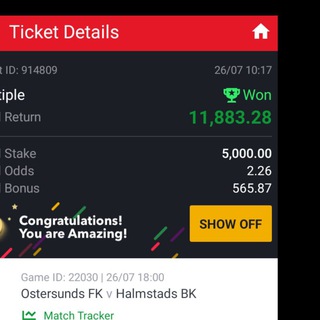 Ticket Details
ID: 914809 26/07 10:17
Won
Return 11,883.28
Stake 5,000.00
Odds 2.26
Bonus 565.87
Congratulations!
You are Amazing!
SHOW OFF
Game ID: 22030 | 26/07 18:00
Ostersunds FK v Halmstads BK
Match Tracker